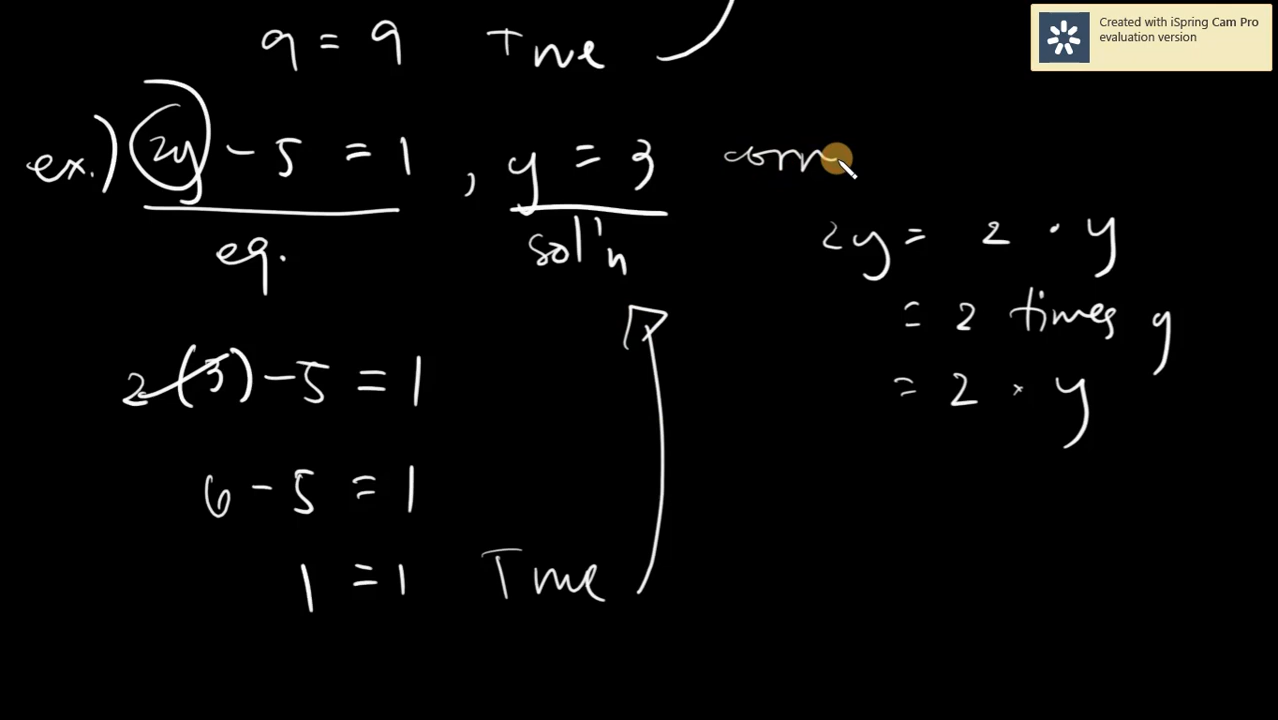 Created with iSpring Cam Pro
evaluation version
9 = 9 True
ex.) 2y - 5 = 1 , y = 3 corr
eq. sol'n
2y = 2 · y
= 2 times y
= 2 × y
2(3) - 5 = 1
6 - 5 = 1
1 = 1 True